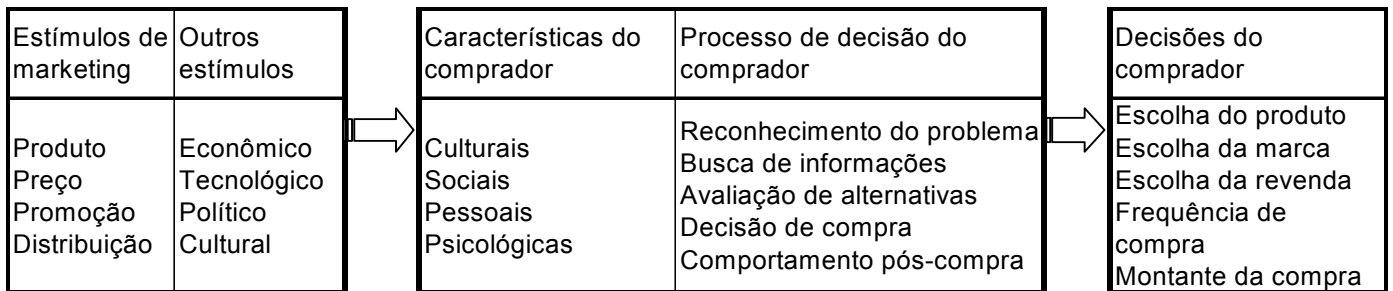 Estímulos de
marketing
Outros
estímulos
Produto
Preço
Promoção
Distribuição
Econômico
Tecnológico
Político
Cultural
Características do
comprador
Processo de decisão do
comprador
Culturais
Sociais
Pessoais
Psicológicas
Reconhecimento do problema
Busca de informações
Avaliação de alternativas
Decisão de compra
Comportamento pós-compra
Decisões do
comprador
Escolha do produto
Escolha da marca
Escolha da revenda
Frequência de
compra
Montante da compra